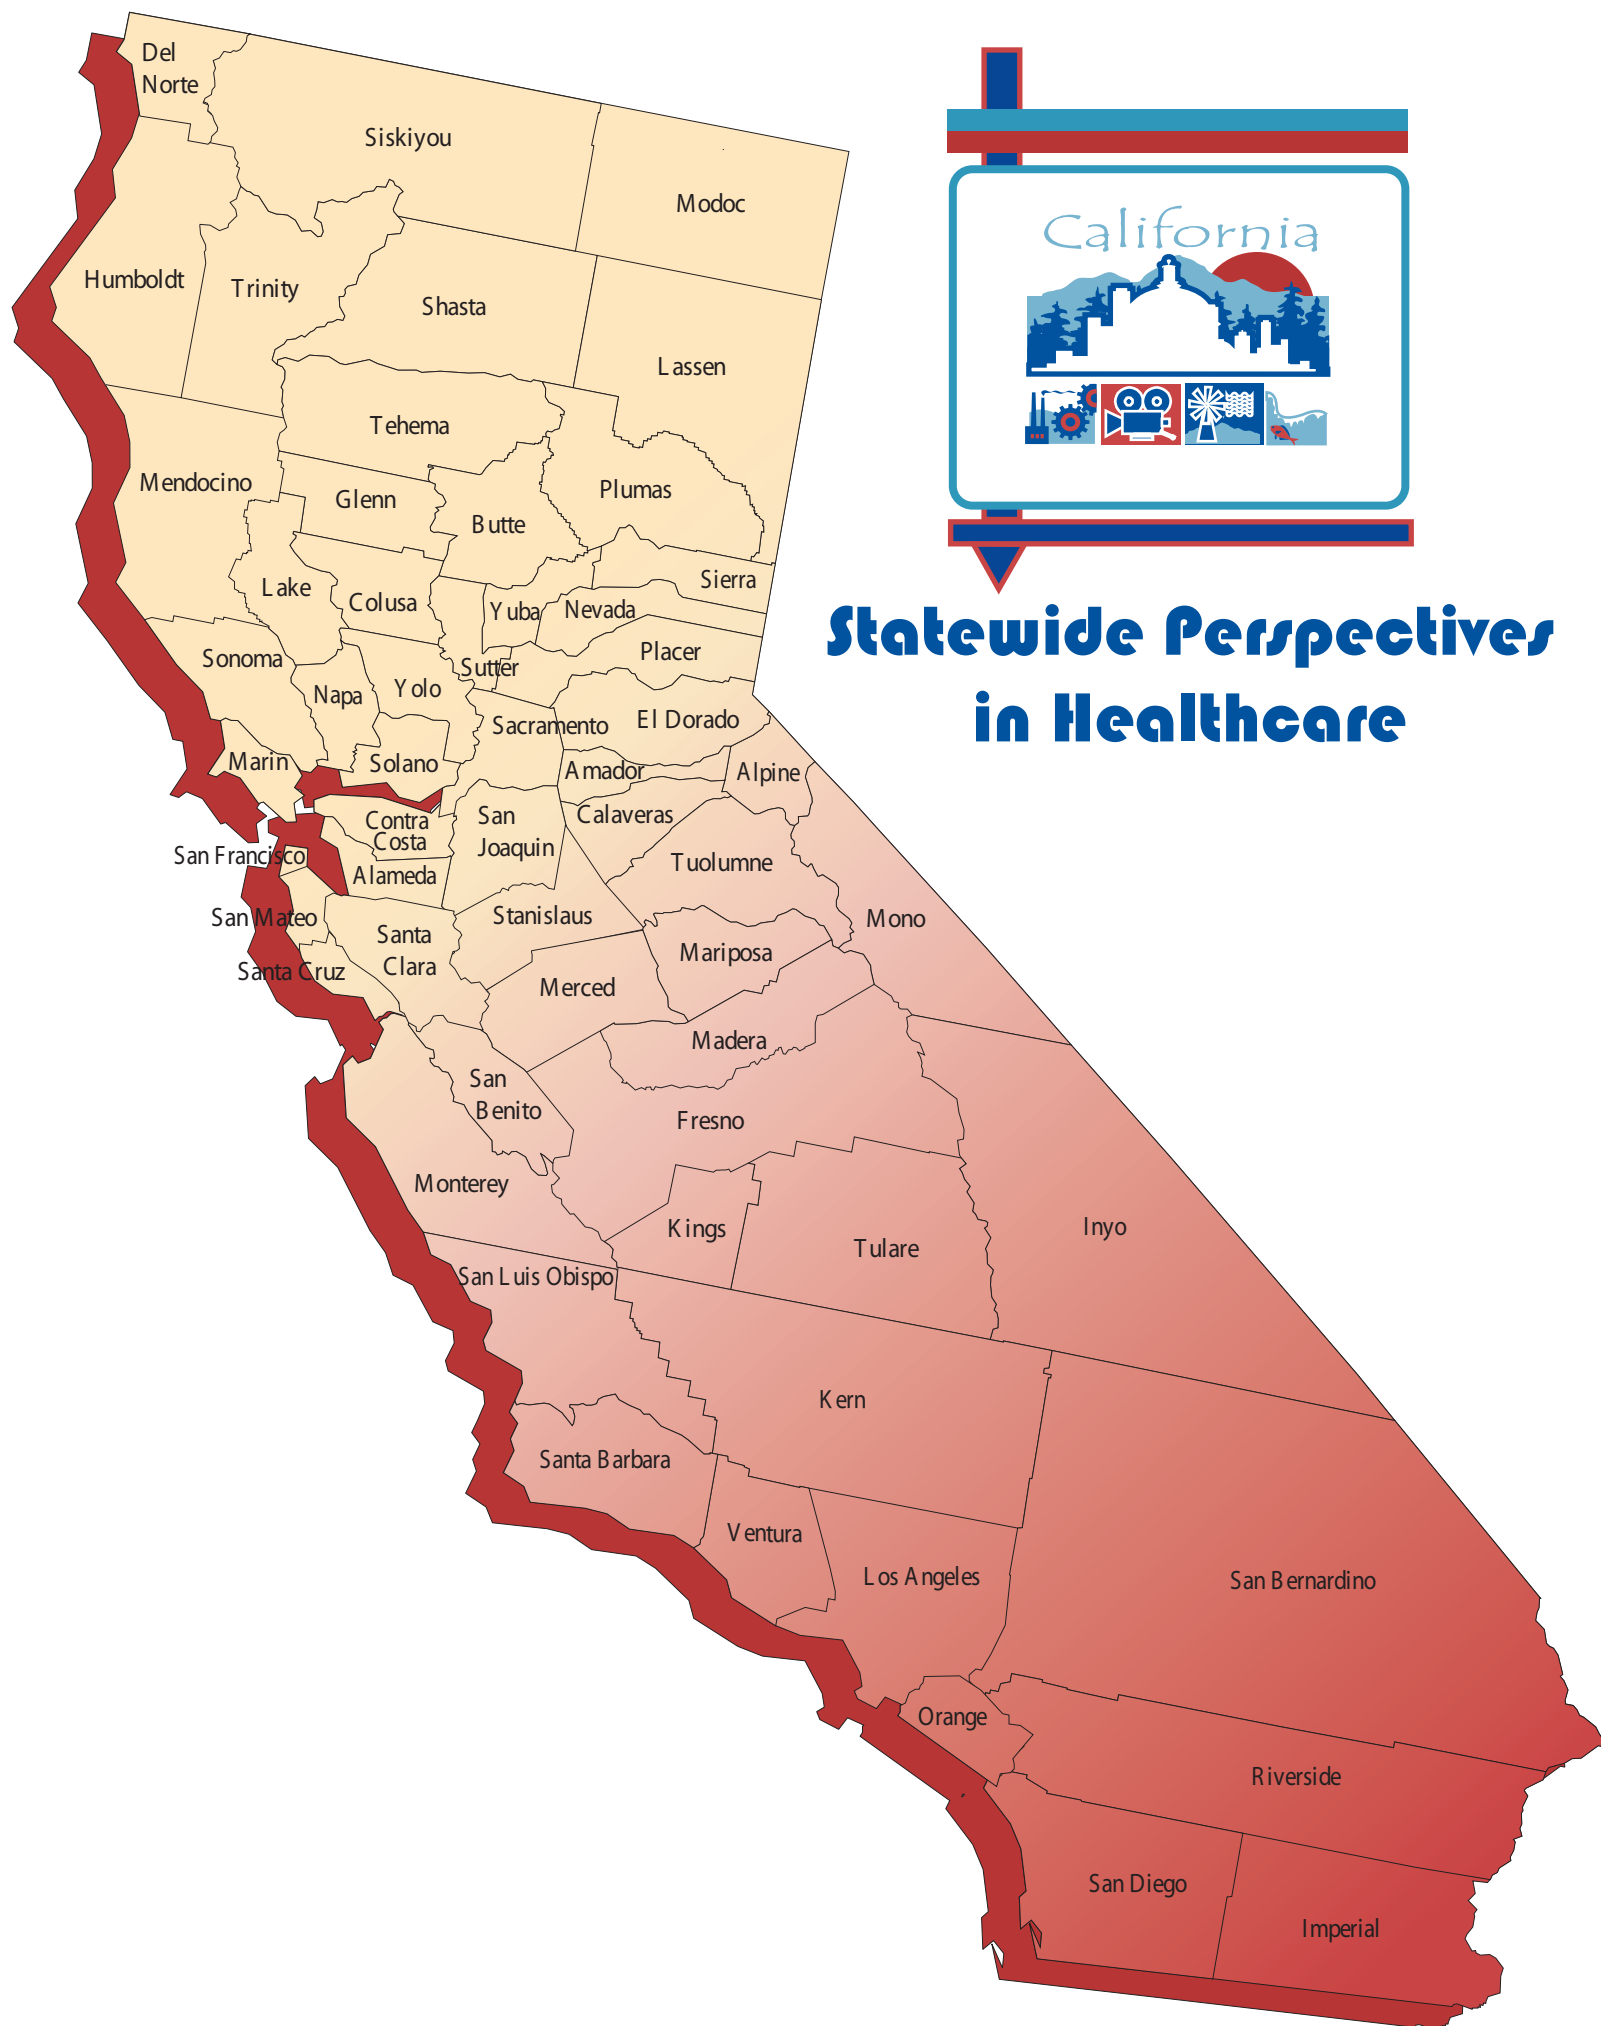 Del
Norte
Siskiyou
Modoc
California
Humboldt
Trinity
Shasta
Lassen
Tehema
Mendocino
Glenn
Plumas
Butte
Sierra
Lake
Colusa
Yuba
Nevada
Statewide Perspectives
in Healthcare
Sonoma
Sutter
Placer
Napa
Yolo
Sacramento
El Dorado
Marin
Solano
Amador
Alpine
Contra
Costa
San
Joaquin
Calaveras
San Francisco
Alameda
Tuolumne
San Mateo
Stanislaus
Mono
Santa
Clara
Mariposa
Santa Cruz
Merced
Madera
San
Benito
Fresno
Monterey
Kings
Tulare
Inyo
San Luis Obispo
Kern
Santa Barbara
Ventura
Los Angeles
San Bernardino
Orange
Riverside
San Diego
Imperial